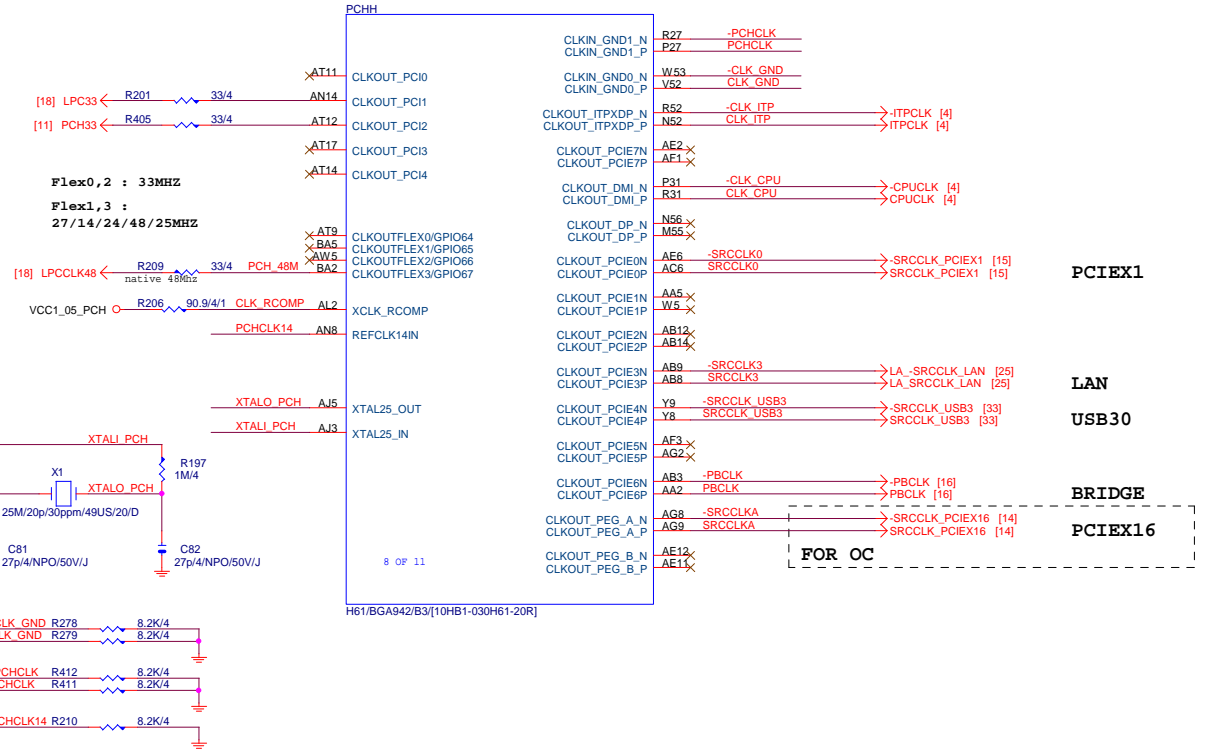 PCHH
AT11 CLKOUT_PCI0
[18] LPC33 R201 33/4 AN14 CLKOUT_PCI1
[11] PCH33 R405 33/4 AT12 CLKOUT_PCI2
AT17 CLKOUT_PCI3
AT14 CLKOUT_PCI4
Flex0,2 : 33MHZ
Flex1,3 :
27/14/24/48/25MHZ
AT9 CLKOUTFLEX0/GPIO64
BA5 CLKOUTFLEX1/GPIO65
AW5 CLKOUTFLEX2/GPIO66
[18] LPCCLK48 R209 33/4 PCH_48M BA2 CLKOUTFLEX3/GPIO67
native 48Mhz
VCC1_05_PCH R206 90.9/4/1 CLK_RCOMP AL2 XCLK_RCOMP
PCHCLK14 AN8 REFCLK14IN
XTALO_PCH AJ5 XTAL25_OUT
XTALI_PCH AJ3 XTAL25_IN
CLKIN_GND1_N R27 -PCHCLK
CLKIN_GND1_P P27 PCHCLK
CLKIN_GND0_N W53 -CLK_GND
CLKIN_GND0_P V52 CLK_GND
CLKOUT_ITPXDP_N R52 -CLK_ITP -ITPCLK [4]
CLKOUT_ITPXDP_P N52 CLK_ITP ITPCLK [4]
CLKOUT_PCIE7N AE2
CLKOUT_PCIE7P AF1
CLKOUT_DMI_N P31 -CLK_CPU -CPUCLK [4]
CLKOUT_DMI_P R31 CLK_CPU CPUCLK [4]
CLKOUT_DP_N N56
CLKOUT_DP_P M55
CLKOUT_PCIE0N AE6 -SRCCLK0 -SRCCLK_PCIEX1 [15]
CLKOUT_PCIE0P AC6 SRCCLK0 SRCCLK_PCIEX1 [15]
PCIEX1
CLKOUT_PCIE1N AA5
CLKOUT_PCIE1P W5
CLKOUT_PCIE2N AB12
CLKOUT_PCIE2P AB14
CLKOUT_PCIE3N AB9 -SRCCLK3 LA_-SRCCLK_LAN [25]
CLKOUT_PCIE3P AB8 SRCCLK3 LA_SRCCLK_LAN [25]
LAN
CLKOUT_PCIE4N Y9 -SRCCLK_USB3 -SRCCLK_USB3 [33]
CLKOUT_PCIE4P Y8 SRCCLK_USB3 SRCCLK_USB3 [33]
USB30
CLKOUT_PCIE5N AF3
CLKOUT_PCIE5P AG2
CLKOUT_PCIE6N AB3 -PBCLK -PBCLK [16]
CLKOUT_PCIE6P AA2 PBCLK PBCLK [16]
BRIDGE
CLKOUT_PEG_A_N AG8 -SRCCLKA -SRCCLK_PCIEX16 [14]
CLKOUT_PEG_A_P AG9 SRCCLKA SRCCLK_PCIEX16 [14]
PCIEX16
CLKOUT_PEG_B_N AE12
CLKOUT_PEG_B_P AE11
FOR OC
8 OF 11
H61/BGA942/B3/[10HB1-030H61-20R]
XTALI_PCH
R197
1M/4
X1
XTALO_PCH
25M/20p/30ppm/49US/20/D
C81
27p/4/NPO/50V/J
C82
27p/4/NPO/50V/J
CLK_GND R278 8.2K/4
LK_GND R279 8.2K/4
PCHCLK R412 8.2K/4
CHCLK R411 8.2K/4
CHCLK14 R210 8.2K/4